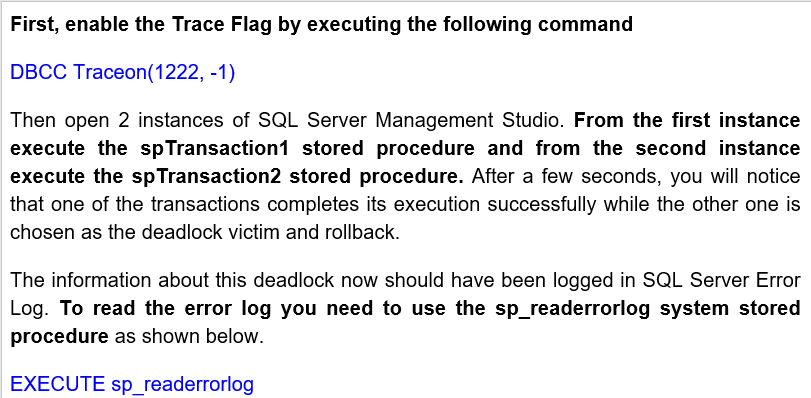 First, enable the Trace Flag by executing the following command
DBCC Traceon(1222, -1)
Then open 2 instances of SQL Server Management Studio. From the first instance
execute the spTransaction1 stored procedure and from the second instance
execute the spTransaction2 stored procedure. After a few seconds, you will notice
that one of the transactions completes its execution successfully while the other one is
chosen as the deadlock victim and rollback.
The information about this deadlock now should have been logged in SQL Server Error
Log. To read the error log you need to use the sp_readerrorlog system stored
procedure as shown below.
EXECUTE sp_readerrorlog